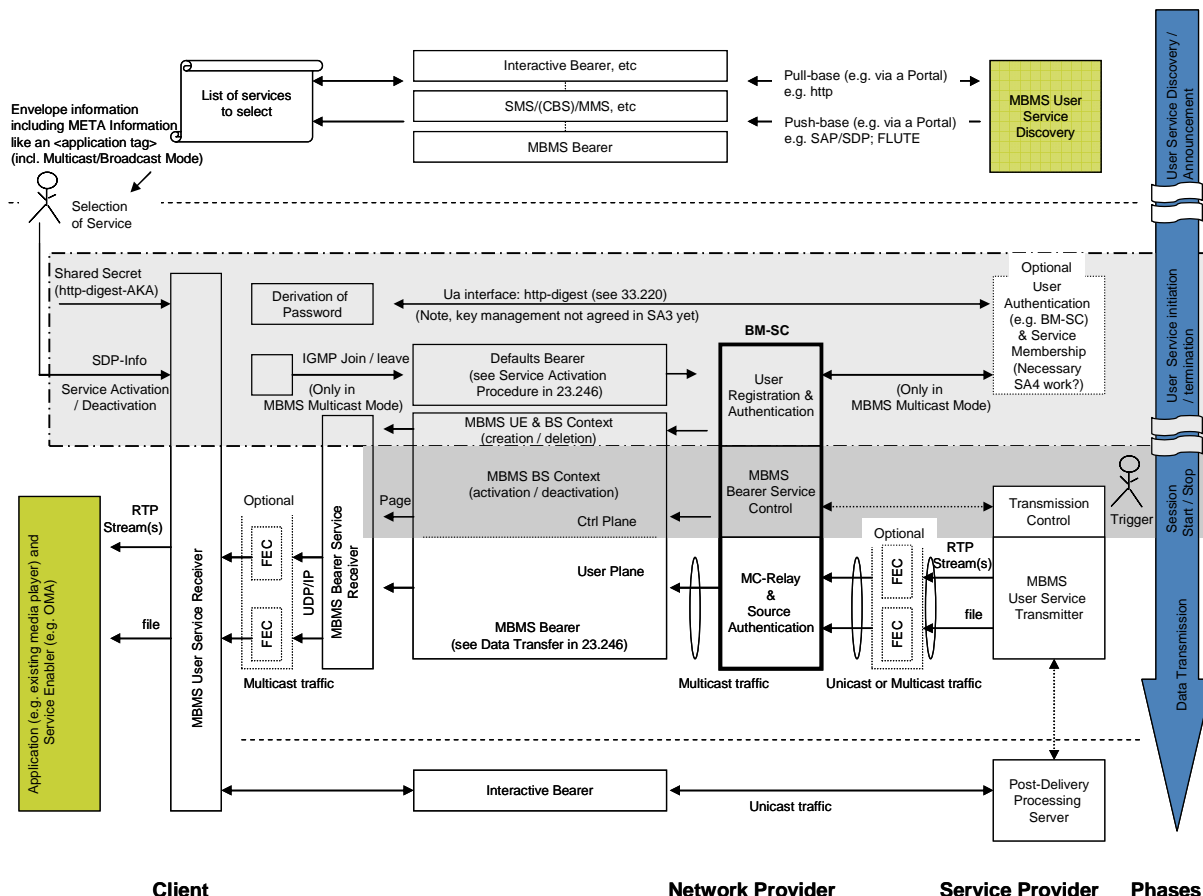 Interactive Bearer, etc
SMS/(CBS)/MMS, etc
MBMS Bearer
List of services
to select
Pull-base (e.g. via a Portal)
e.g. http
Push-base (e.g. via a Portal)
e.g. SAP/SDP; FLUTE
MBMS User
Service
Discovery
User Service Discovery /
Announcement
Envelope information
including META Information
like an <application tag>
(incl. Multicast/Broadcast Mode)
Selection
of Service
Shared Secret
(http-digest-AKA)
Derivation of
Password
Ua interface: http-digest (see 33.220)
(Note, key management not agreed in SA3 yet)
Optional
User
Authentication
(e.g. BM-SC)
& Service
Membership
(Necessary
SA4 work?)
User Service initiation
/ termination
BM-SC
SDP-Info
Service Activation
/ Deactivation
IGMP Join / leave
(Only in
MBMS Multicast Mode)
Defaults Bearer
(see Service Activation
Procedure in 23.246)
User
Registration &
Authentication
(Only in
MBMS Multicast Mode)
MBMS UE & BS Context
(creation / deletion)
MBMS BS Context
(activation / deactivation)
Page
Ctrl Plane
MBMS
Bearer Service
Control
Transmission
Control
Trigger
Session
Start / Stop
Application (e.g. existing media player) and
Service Enabler (e.g. OMA)
RTP
Stream(s)
file
MBMS User Service Receiver
Optional
FEC
FEC
UDP/IP
MBMS Bearer Service
Receiver
User Plane
MBMS Bearer
(see Data Transfer in 23.246)
MC-Relay
&
Source
Authentication
Optional
FEC
FEC
RTP
Stream(s)
file
MBMS
User Service
Transmitter
Data Transmission
Multicast traffic
Multicast traffic
Unicast or Multicast traffic
Interactive Bearer
Unicast traffic
Post-Delivery
Processing
Server
Client
Network Provider
Service Provider
Phases